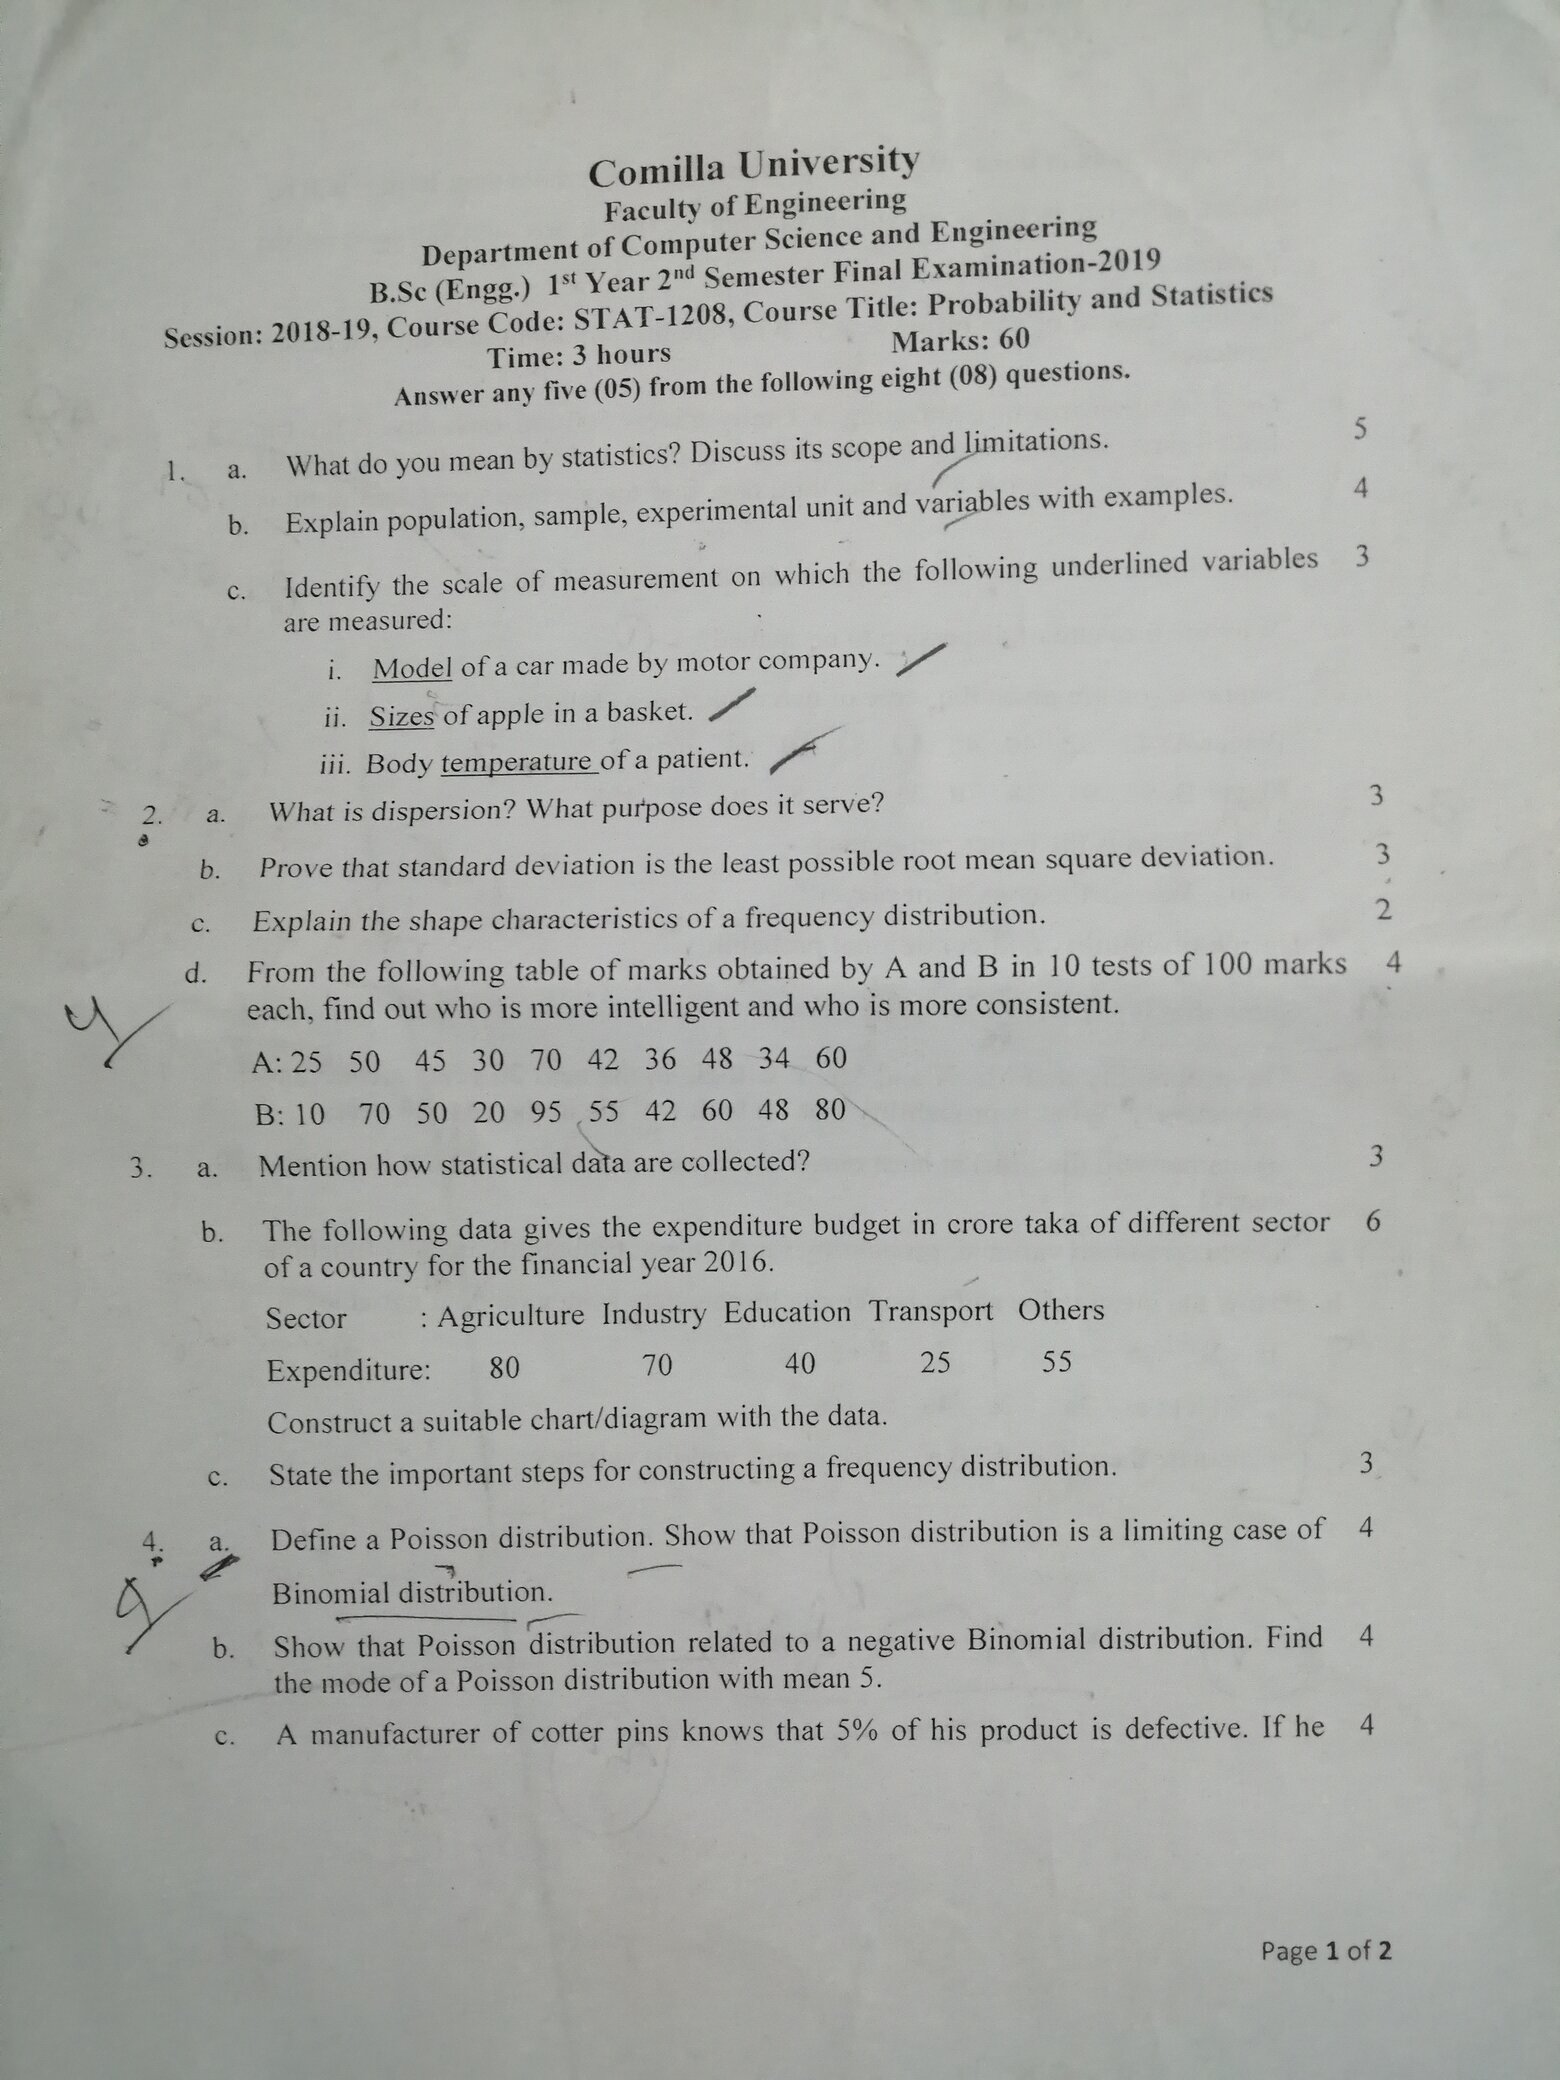 Comilla University
Faculty of Engineering
Department of Computer Science and Engineering
B.Sc (Engg.) 1st Year 2nd Semester Final Examination-2019
Session: 2018-19, Course Code: STAT-1208, Course Title: Probability and Statistics
Time: 3 hours Marks: 60
Answer any five (05) from the following eight (08) questions.
1. a. What do you mean by statistics? Discuss its scope and limitations. 5
b. Explain population, sample, experimental unit and variables with examples. 4
c. Identify the scale of measurement on which the following underlined variables 3
are measured:
i. Model of a car made by motor company.
ii. Sizes of apple in a basket.
iii. Body temperature of a patient.
2. a. What is dispersion? What purpose does it serve? 3
b. Prove that standard deviation is the least possible root mean square deviation. 3
c. Explain the shape characteristics of a frequency distribution. 2
d. From the following table of marks obtained by A and B in 10 tests of 100 marks 4
each, find out who is more intelligent and who is more consistent.
A: 25 50 45 30 70 42 36 48 34 60
B: 10 70 50 20 95 55 42 60 48 80
3. a. Mention how statistical data are collected? 3
b. The following data gives the expenditure budget in crore taka of different sector 6
of a country for the financial year 2016.
Sector : Agriculture Industry Education Transport Others
Expenditure: 80 70 40 25 55
Construct a suitable chart/diagram with the data.
c. State the important steps for constructing a frequency distribution. 3
4. a. Define a Poisson distribution. Show that Poisson distribution is a limiting case of 4
Binomial distribution.
b. Show that Poisson distribution related to a negative Binomial distribution. Find 4
the mode of a Poisson distribution with mean 5.
c. A manufacturer of cotter pins knows that 5% of his product is defective. If he 4
Page 1 of 2